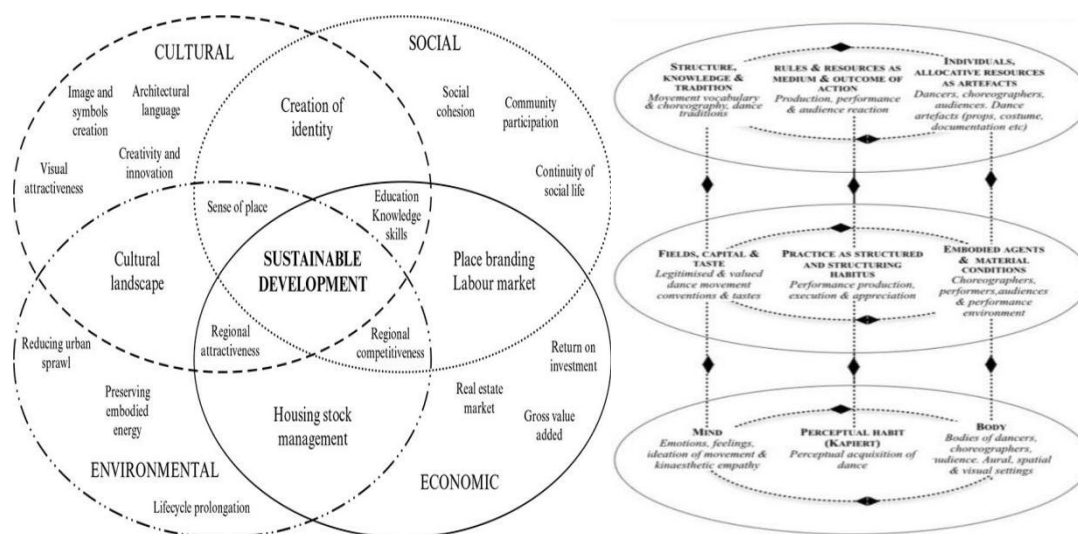 CULTURAL
SOCIAL
Image and
symbols
creation
Architectural
language
Creation of
identity
Social
cohesion
Community
participation
Visual
attractiveness
Creativity and
innovation
Continuity of
social life
Sense of place
Education
Knowledge
skills
Cultural
landscape
SUSTAINABLE
DEVELOPMENT
Place branding
Labour market
Reducing urban
sprawl
Regional
attractiveness
Regional
competitiveness
Return on
investment
Preserving
embodied
energy
Housing stock
management
Real estate
market
Gross value
added
ENVIRONMENTAL
ECONOMIC
Lifecycle prolongation
STRUCTURE,
KNOWLEDGE &
TRADITION
Movement vocabulary
& choreography, dance
traditions
RULES & RESOURCES AS
MEDIUM & OUTCOME OF
ACTION
Production, performance
& audience reaction
INDIVIDUALS,
ALLOCATIVE RESOURCES
AS ARTEFACTS
Dancers, choreographers,
audiences. Dance
artefacts (props, costume,
documentation etc)
FIELDS, CAPITAL &
TASTE
Legitimised & valued
dance movement
conventions & tastes
PRACTICE AS STRUCTURED
AND STRUCTURING
HABITUS
Performance production,
execution & appreciation
EMBODIED AGENTS
& MATERIAL
CONDITIONS
Choreographers,
performers,audiences
& performance
environment
MIND
Emotions, feelings,
ideation of movement &
kinaesthetic empathy
PERCEPTUAL HABIT
(KAPIERT)
Perceptual acquisition of
dance
BODY
Bodies of dancers,
choreographers,
audience. Aural, spatial
& visual settings